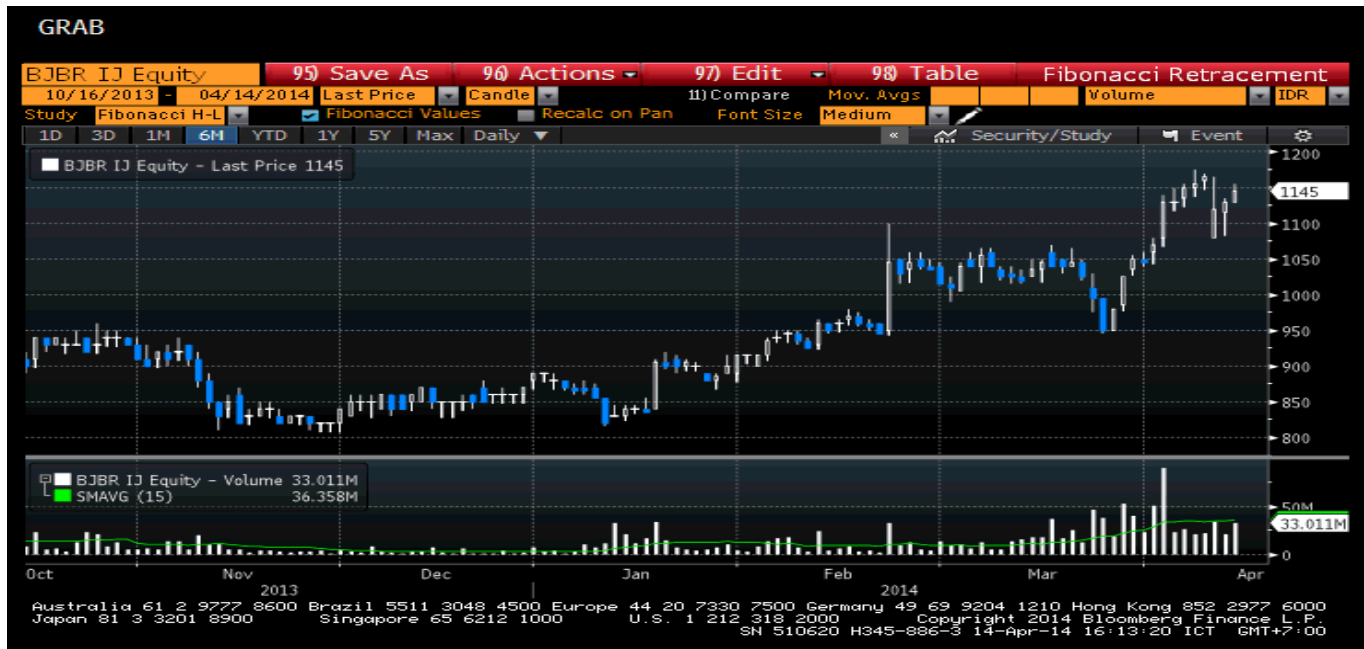 GRAB
BJBR IJ Equity 95) Save As 96) Actions 97) Edit 98) Table Fibonacci Retracement
10/16/2013 - 04/14/2014 Last Price Candle 11) Compare Mov. Avgs Volume IDR
Study Fibonacci H-L Fibonacci Values Recalc on Pan Font Size Medium
1D 3D 1M 6M YTD 1Y 5Y Max Daily « Security/Study Event
BJBR IJ Equity - Last Price 1145
1200
1145
1100
1050
1000
950
900
850
800
BJBR IJ Equity - Volume 33.011M
SMAVG (15) 36.358M
50M
33.011M
0
Oct Nov Dec Jan Feb Mar Apr
2013 2014
Australia 61 2 9777 8600 Brazil 5511 3048 4500 Europe 44 20 7330 7500 Germany 49 69 9204 1210 Hong Kong 852 2977 6000
Japan 81 3 3201 8900 Singapore 65 6212 1000 U.S. 1 212 318 2000 Copyright 2014 Bloomberg Finance L.P.
SN 510620 H345-886-3 14-Apr-14 16:13:20 ICT GMT+7:00